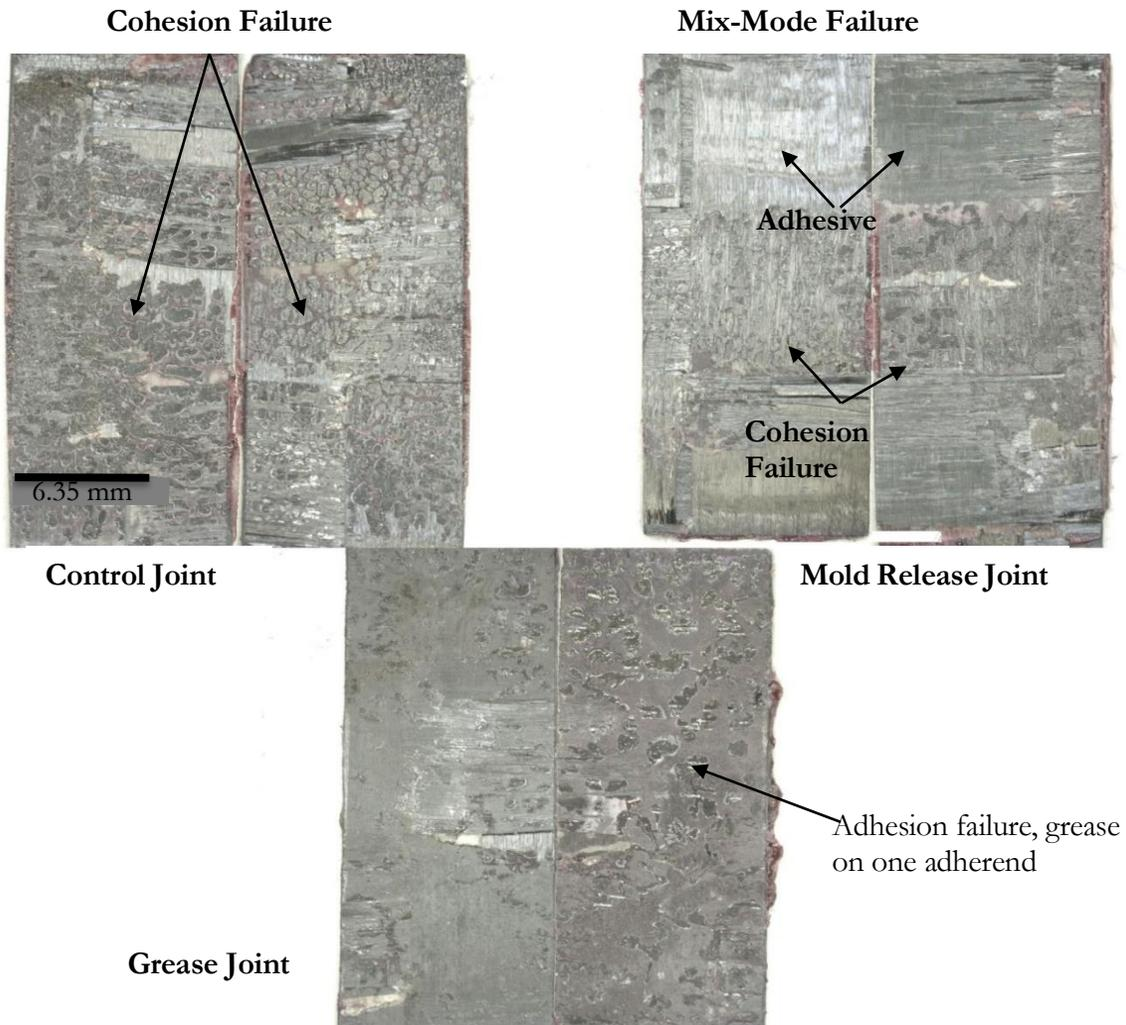 Cohesion Failure
Mix-Mode Failure
Adhesive
Cohesion
Failure
6.35 mm
Control Joint
Mold Release Joint
Adhesion failure, grease
on one adherend
Grease Joint